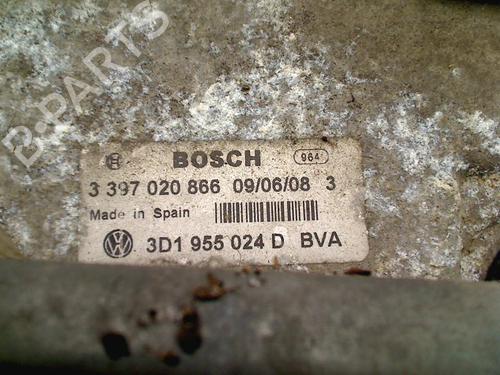 B-PARTS
BOSCH 964
3 397 020 866 09/06/08 3
Made in Spain
3D1 955 024 D BVA